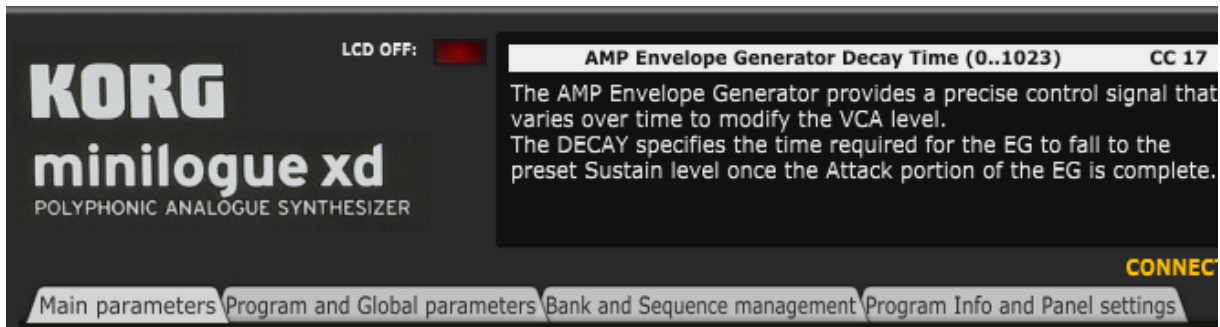 LCD OFF:
KORG
minilogue xd
POLYPHONIC ANALOGUE SYNTHESIZER
AMP Envelope Generator Decay Time (0..1023) CC 17
The AMP Envelope Generator provides a precise control signal that
varies over time to modify the VCA level.
The DECAY specifies the time required for the EG to fall to the
preset Sustain level once the Attack portion of the EG is complete.
CONNECT
Main parameters Program and Global parameters Bank and Sequence management Program Info and Panel settings